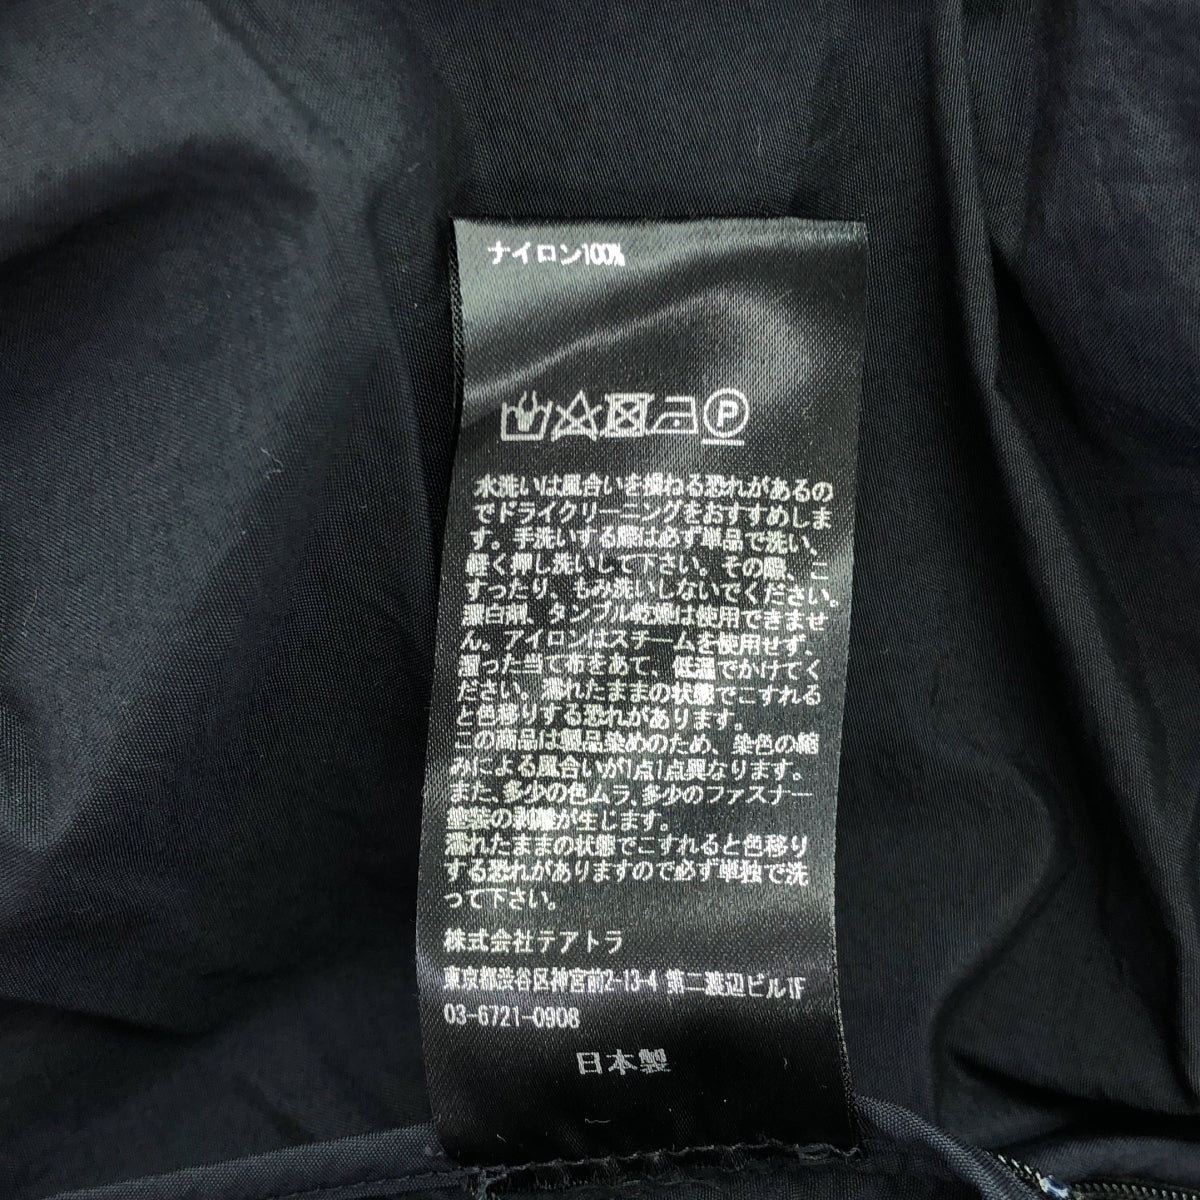 ナイロン100%
P
水洗いは風合いを損ねる恐れがあるの
でドライクリーニングをおすすめしま
す。手洗いする際は必ず単品で洗い、
軽く押し洗いして下さい。その際、こ
すったり、もみ洗いしないでください。
漂白剤、タンブル乾燥は使用できませ
ん。アイロンはスチームを使用せず、
湿った当て布をあて、低温でかけてく
ださい。濡れたままの状態でこすれる
と色移りする恐れがあります。
この商品は製品染めのため、染色の縮
みによる風合いが1点1点異なります。
また、多少の色ムラ、多少のファスナー
塗装の剥離が生じます。
濡れたままの状態でこすれると色移り
する恐れがありますので必ず単独で洗
って下さい。
株式会社テアトラ
東京都渋谷区神宮前2-13-4 第二渡辺ビル1F
03-6721-0908
日本製